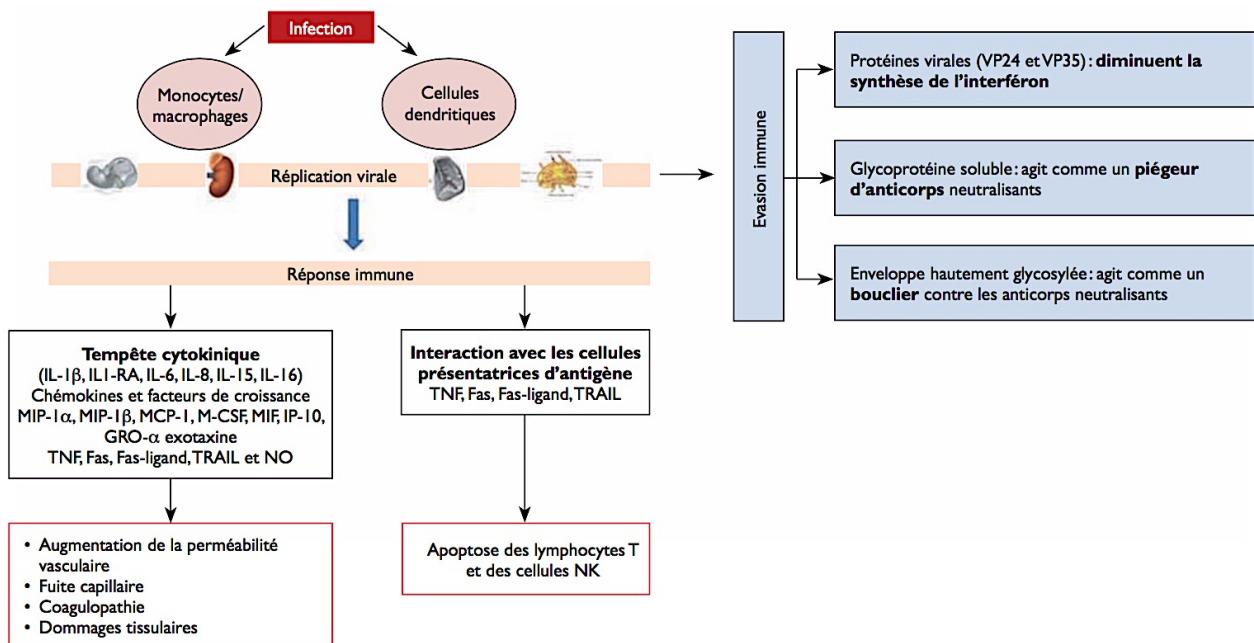 Infection
Monocytes/
macrophages
Cellules
dendritiques
Réplication virale
Réponse immune
Tempête cytokinique
(IL-1β, IL1-RA, IL-6, IL-8, IL-15, IL-16)
Chémokines et facteurs de croissance
MIP-1α, MIP-1β, MCP-1, M-CSF, MIF, IP-10,
GRO-α exotaxine
TNF, Fas, Fas-ligand, TRAIL et NO
• Augmentation de la perméabilité
vasculaire
• Fuite capillaire
• Coagulopathie
• Dommages tissulaires
Interaction avec les cellules
présentatrices d'antigène
TNF, Fas, Fas-ligand, TRAIL
Apoptose des lymphocytes T
et des cellules NK
Evasion immune
Protéines virales (VP24 et VP35) : diminuent la
synthèse de l'interféron
Glycoprotéine soluble : agit comme un piégeur
d'anticorps neutralisants
Enveloppe hautement glycosylée : agit comme un
bouclier contre les anticorps neutralisants